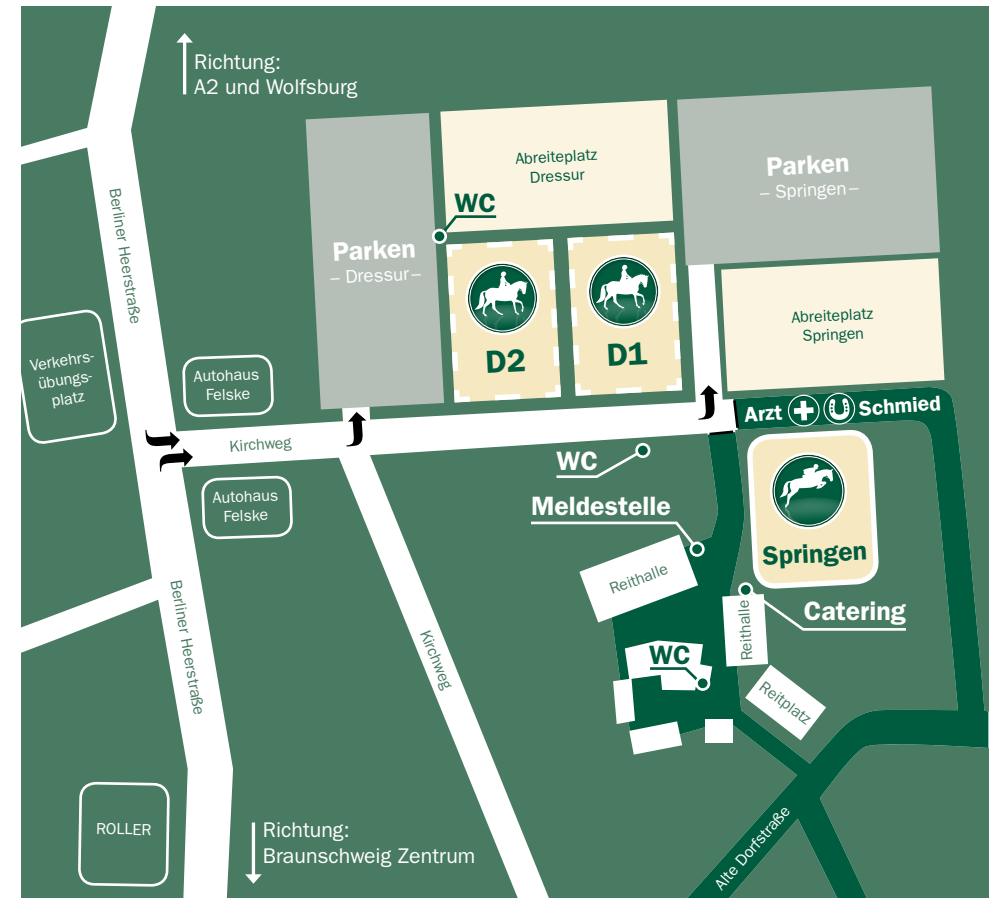 Richtung:
A2 und Wolfsburg
Berliner Heerstraße
Verkehrs-
übungs-
platz
Autohaus
Felske
Kirchweg
Autohaus
Felske
Parken
– Dressur –
WC
Abreiteplatz
Dressur
D2
D1
Parken
– Springen –
Abreiteplatz
Springen
Arzt
Schmied
WC
Meldestelle
Springen
Reithalle
Reithalle
Catering
WC
Reitplatz
Berliner Heerstraße
Kirchweg
ROLLER
Richtung:
Braunschweig Zentrum
Alte Dorfstraße